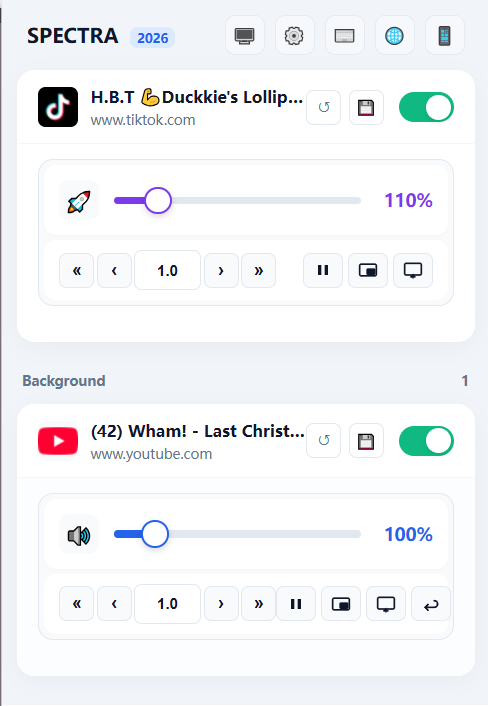 SPECTRA 2026
H.B.T 💪Duckkie's Lollip...
www.tiktok.com
110%
« ‹ 1.0 › »
Background 1
(42) Wham! - Last Christ...
www.youtube.com
100%
« ‹ 1.0 › »